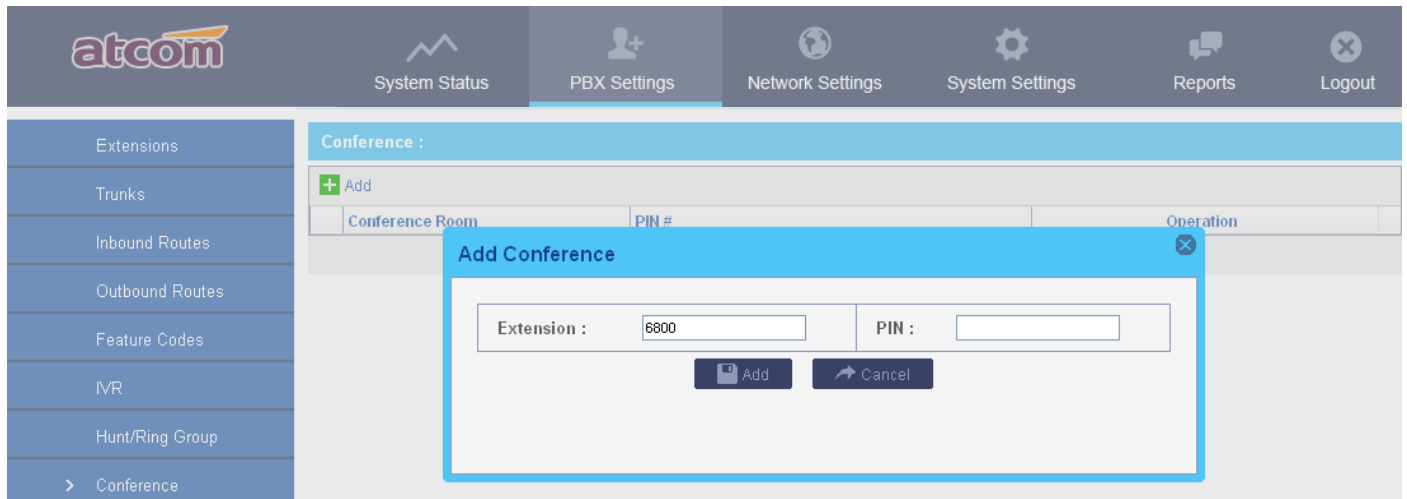 atcom
System Status
PBX Settings
Network Settings
System Settings
Reports
Logout
Extensions
Trunks
Inbound Routes
Outbound Routes
Feature Codes
IVR
Hunt/Ring Group
Conference
Conference :
Add
Conference Room PIN # Operation
Add Conference
Extension : 6800 PIN :
Add Cancel